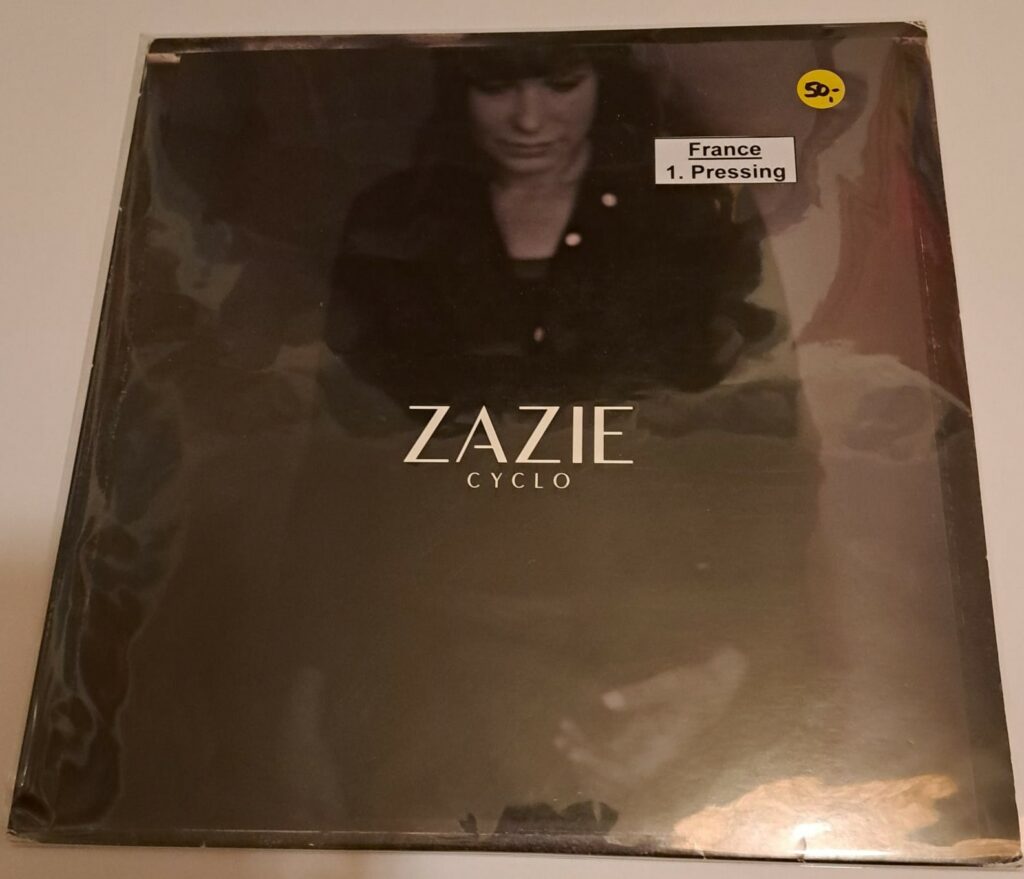 50,-
France
1. Pressing
ZAZIE
CYCLO